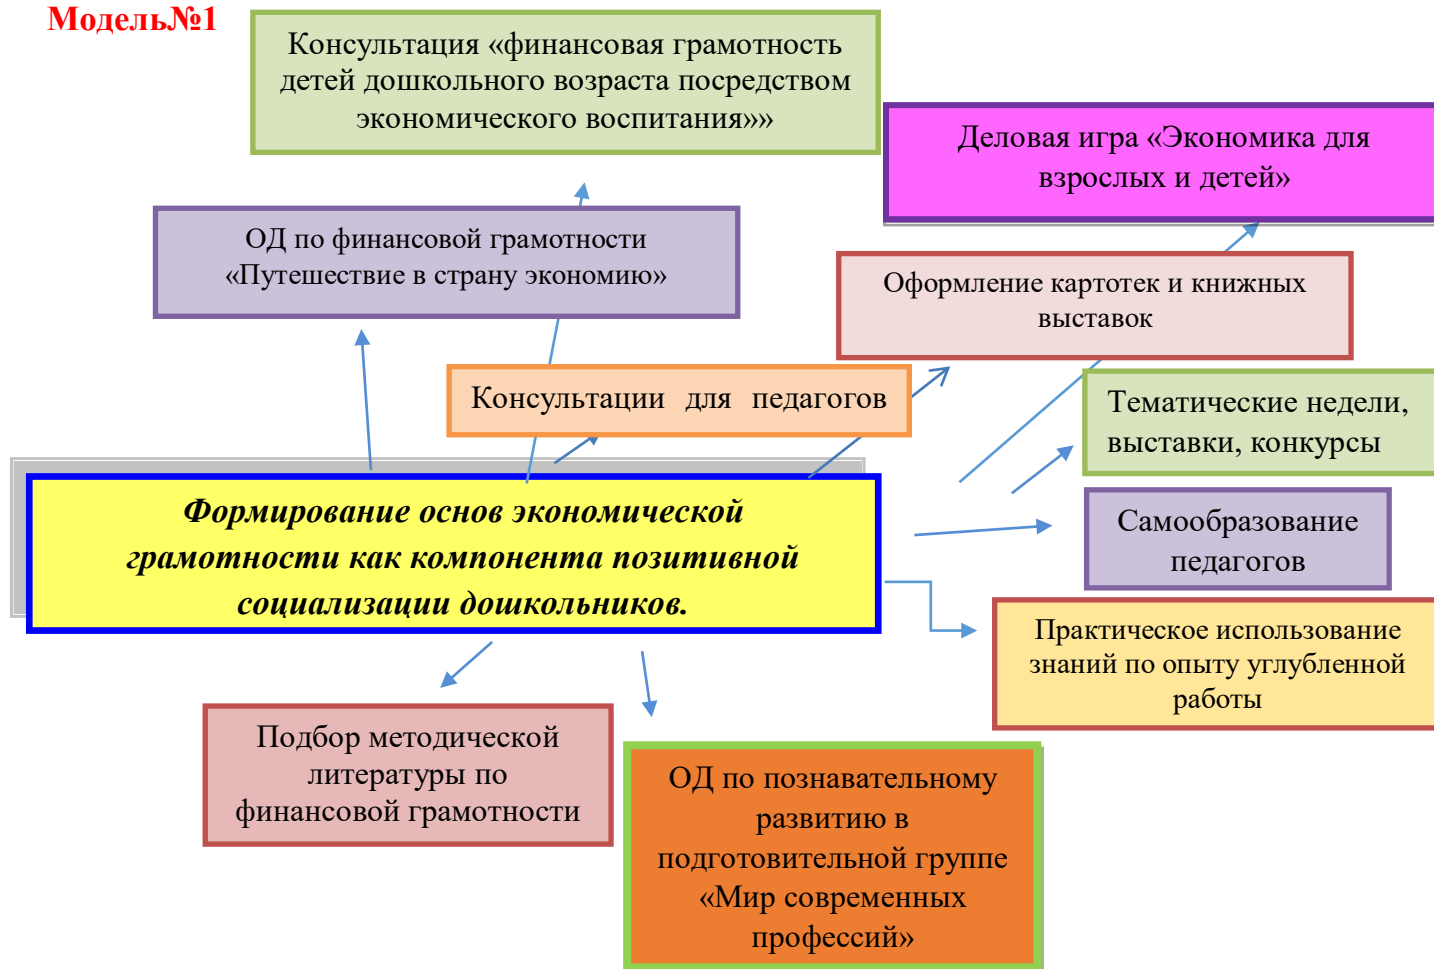 Модель№1
Консультация «финансовая грамотность
детей дошкольного возраста посредством
экономического воспитания»»
Деловая игра «Экономика для
взрослых и детей»
ОД по финансовой грамотности
«Путешествие в страну экономию»
Оформление картотек и книжных
выставок
Консультации для педагогов
Тематические недели,
выставки, конкурсы
Формирование основ экономической
грамотности как компонента позитивной
социализации дошкольников.
Самообразование
педагогов
Практическое использование
знаний по опыту углубленной
работы
Подбор методической
литературы по
финансовой грамотности
ОД по познавательному
развитию в
подготовительной группе
«Мир современных
профессий»